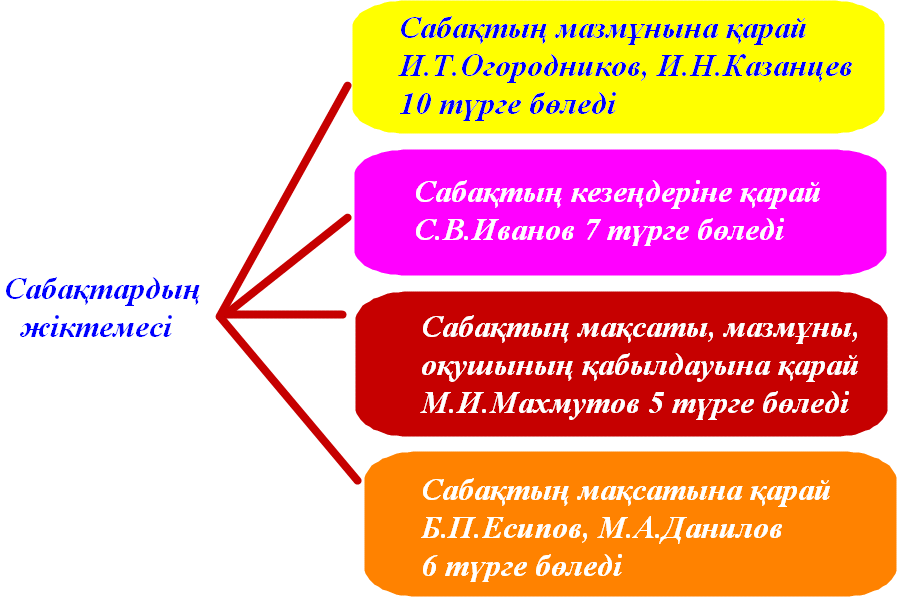 Сабақтардың
жіктемесі
Сабақтың мазмұнына қарай
И.Т.Огородников, И.Н.Казанцев
10 түрге бөледі
Сабақтың кезеңдеріне қарай
С.В.Иванов 7 түрге бөледі
Сабақтың мақсаты, мазмұны,
оқушының қабылдауына қарай
М.И.Махмутов 5 түрге бөледі
Сабақтың мақсатына қарай
Б.П.Есипов, М.А.Данилов
6 түрге бөледі